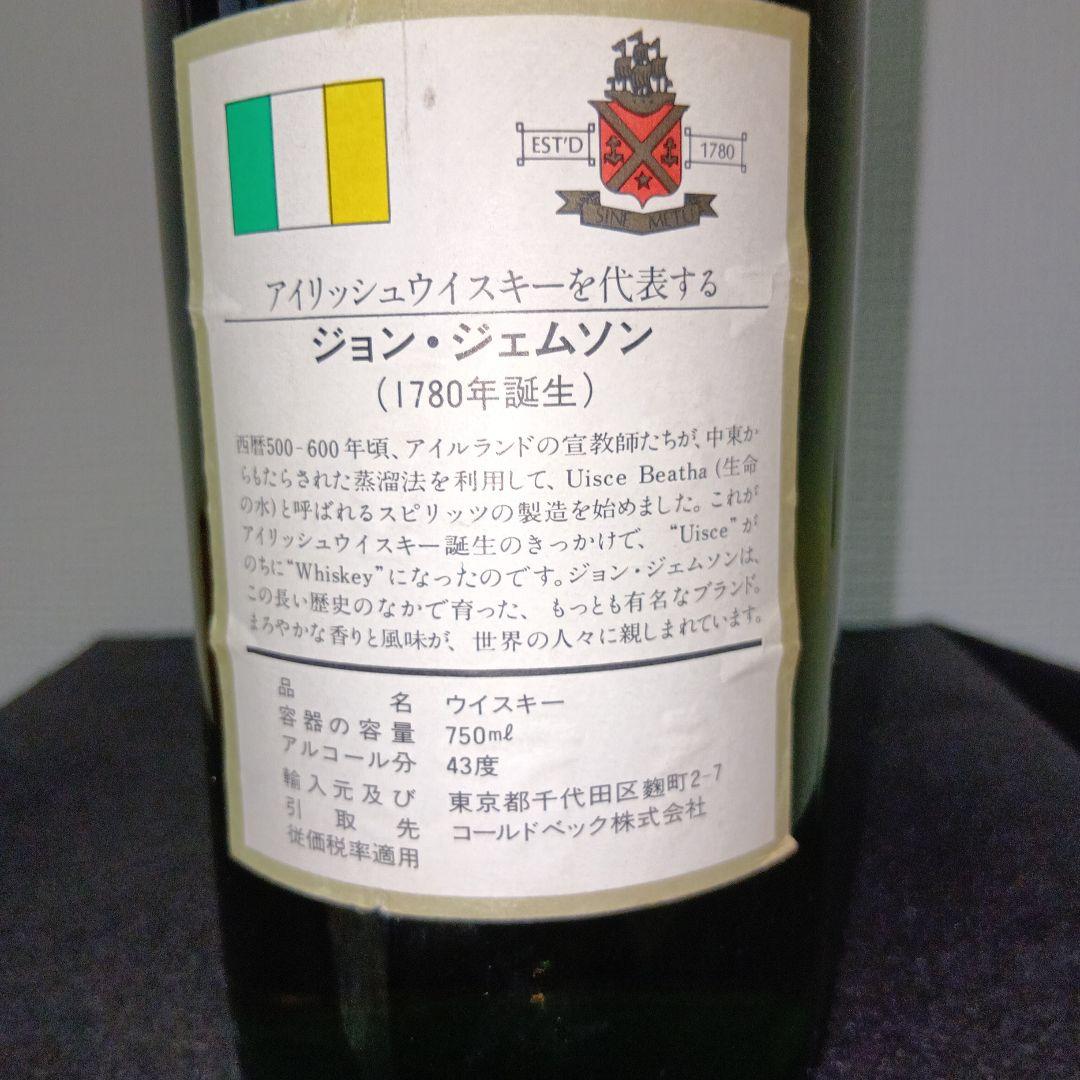 EST'D
1780
SINE METU
アイリッシュウイスキーを代表する
ジョン・ジェムソン
(1780年誕生)
西暦500-600年頃、アイルランドの宣教師たちが、中東か
らもたらされた蒸溜法を利用して、Uisce Beatha(生命
の水)と呼ばれるスピリッツの製造を始めました。これが
アイリッシュウイスキー誕生のきっかけで、“Uisce”が
のちに“Whiskey”になったのです。ジョン・ジェムソンは、
この長い歴史のなかで育った、もっとも有名なブランド。
まろやかな香りと風味が、世界の人々に親しまれています。
品名 ウイスキー
容器の容量 750mℓ
アルコール分 43度
輸入元及び 東京都千代田区麹町2-7
引取先 コールドベック株式会社
従価税率適用